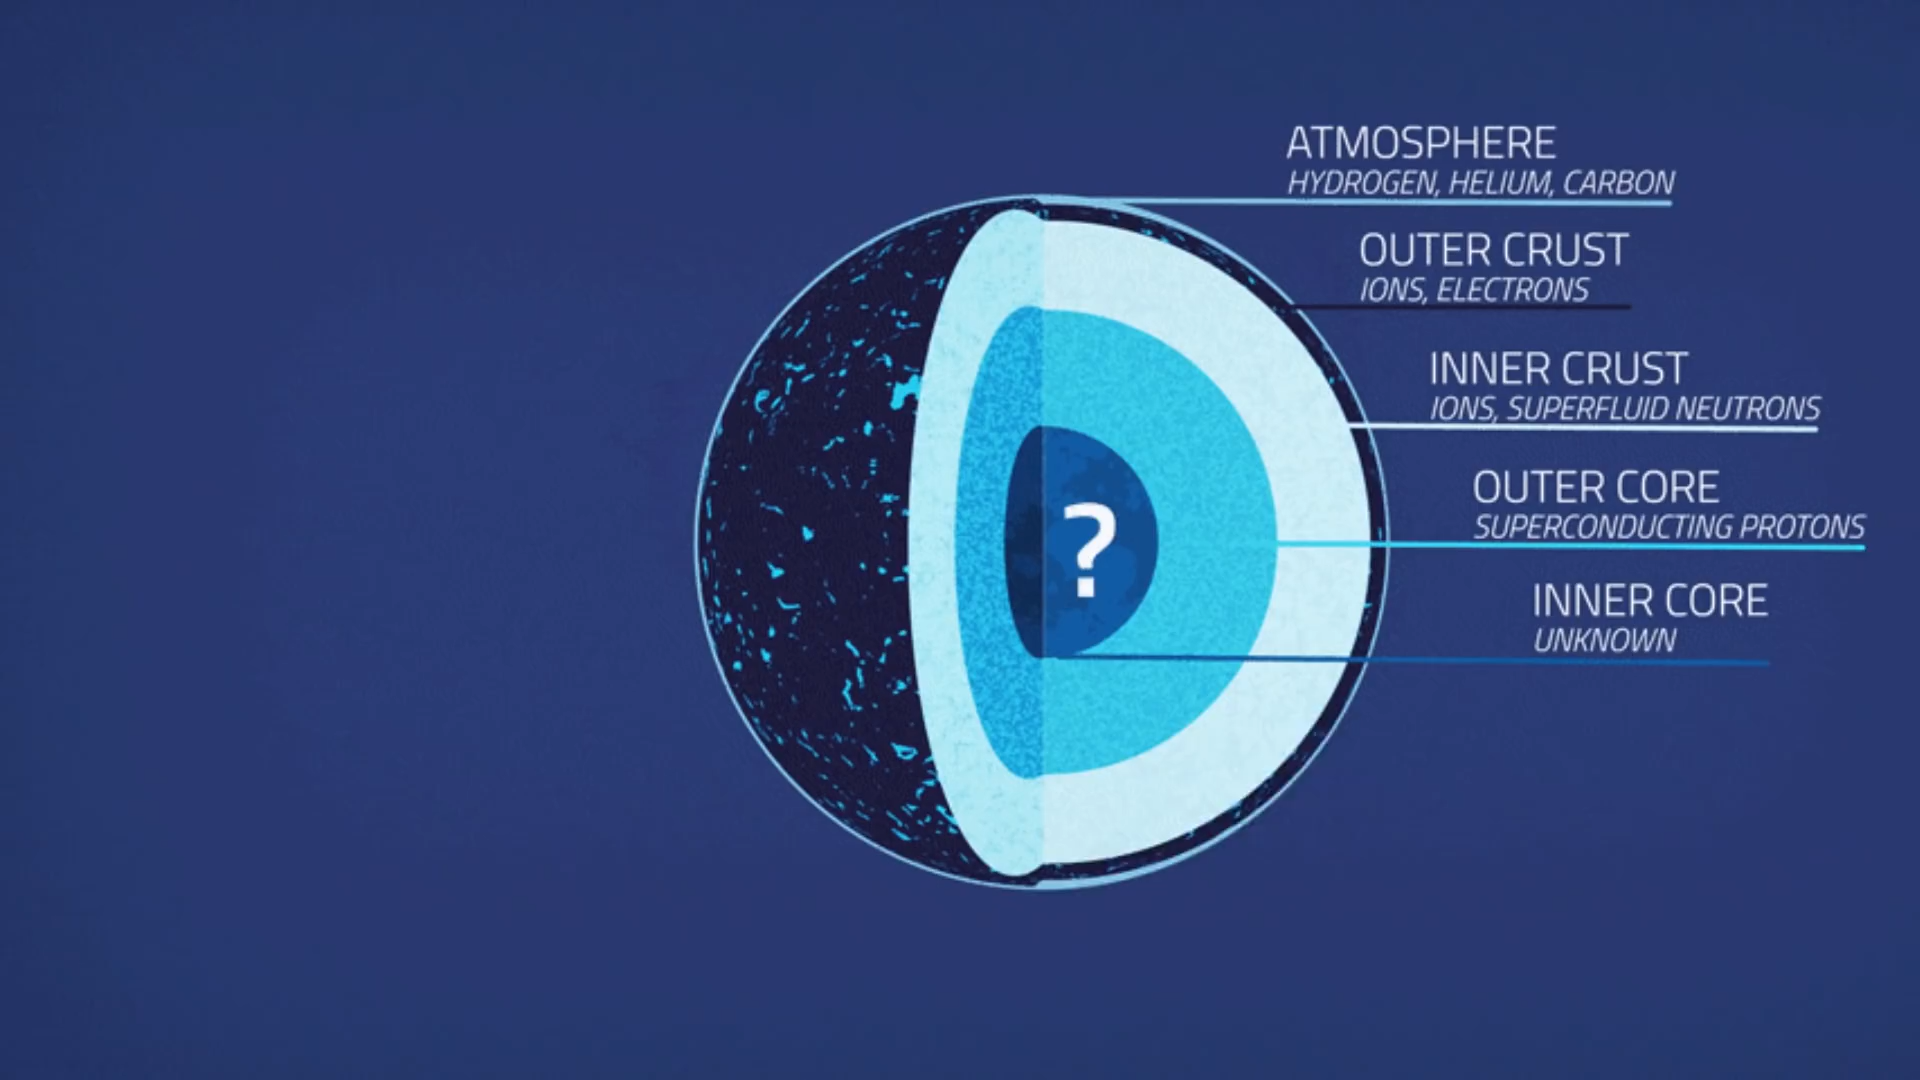 ATMOSPHERE
HYDROGEN, HELIUM, CARBON
OUTER CRUST
IONS, ELECTRONS
INNER CRUST
IONS, SUPERFLUID NEUTRONS
OUTER CORE
SUPERCONDUCTING PROTONS
?
INNER CORE
UNKNOWN